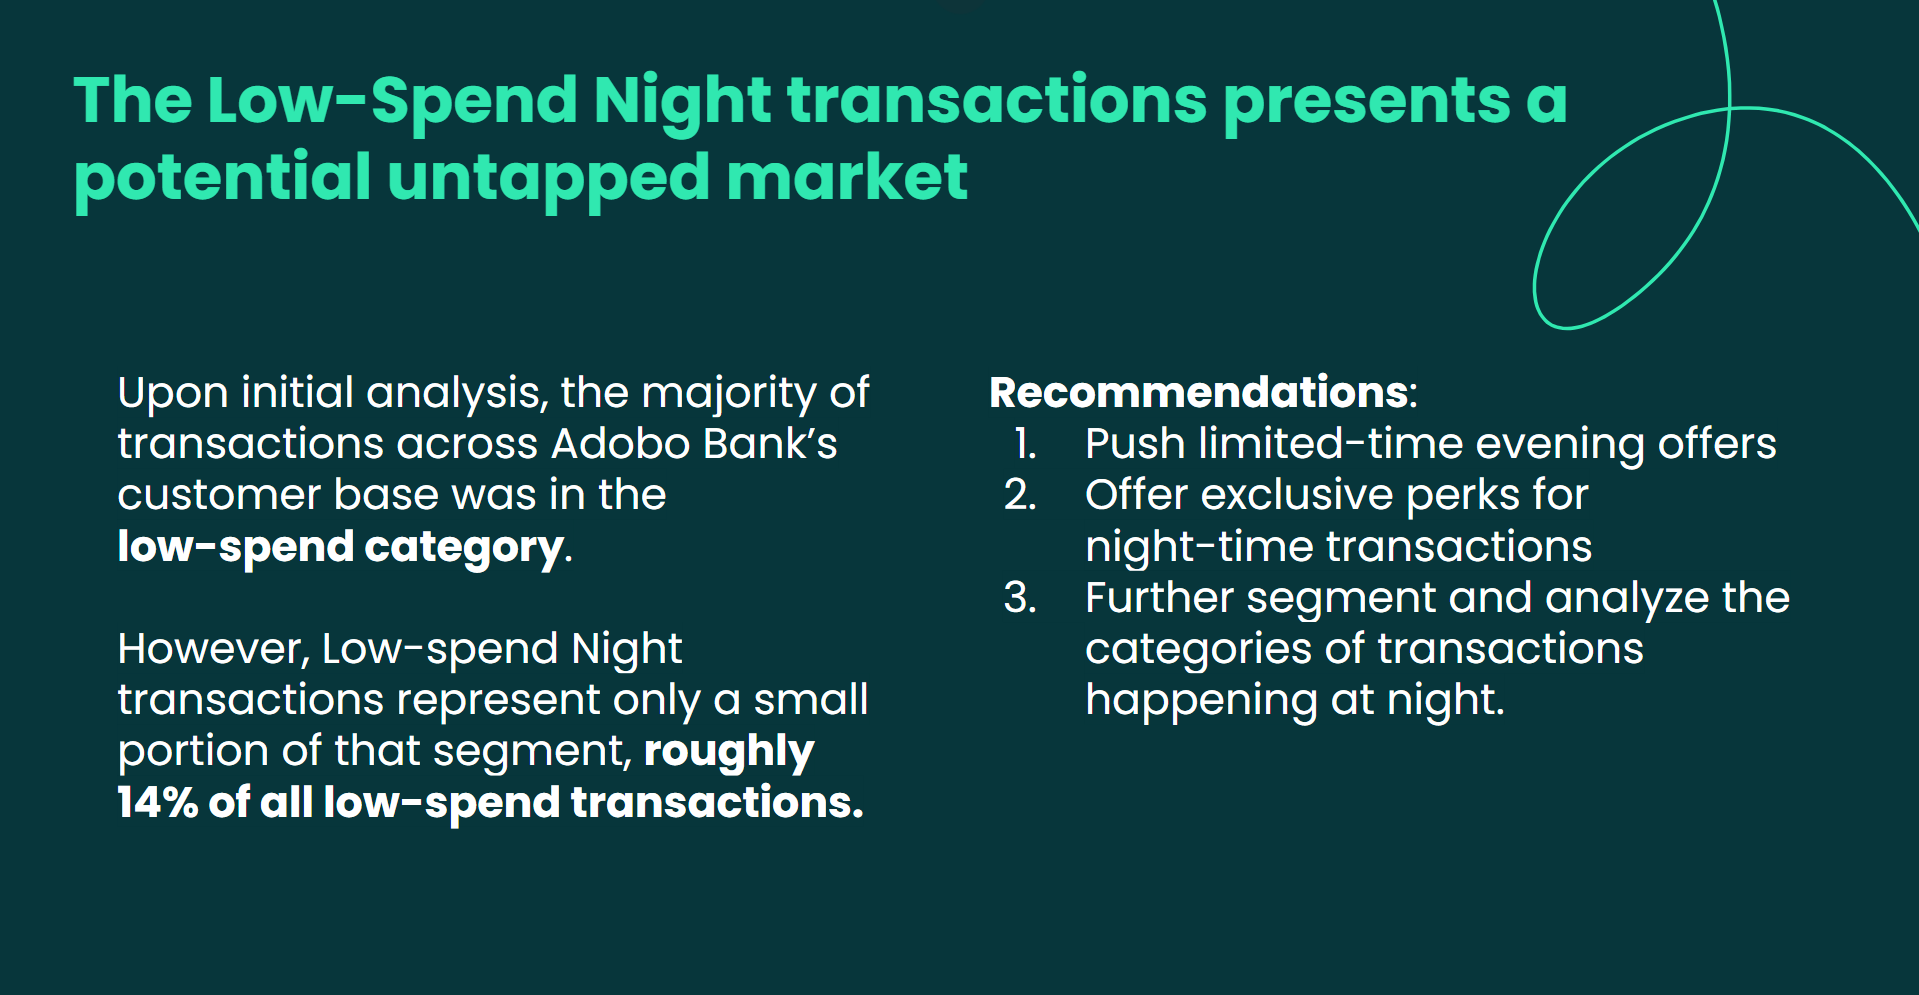 The Low-Spend Night transactions presents a
potential untapped market
Upon initial analysis, the majority of
transactions across Adobo Bank’s
customer base was in the
low-spend category.
However, Low-spend Night
transactions represent only a small
portion of that segment, roughly
14% of all low-spend transactions.
Recommendations:
1. Push limited-time evening offers
2. Offer exclusive perks for
night-time transactions
3. Further segment and analyze the
categories of transactions
happening at night.